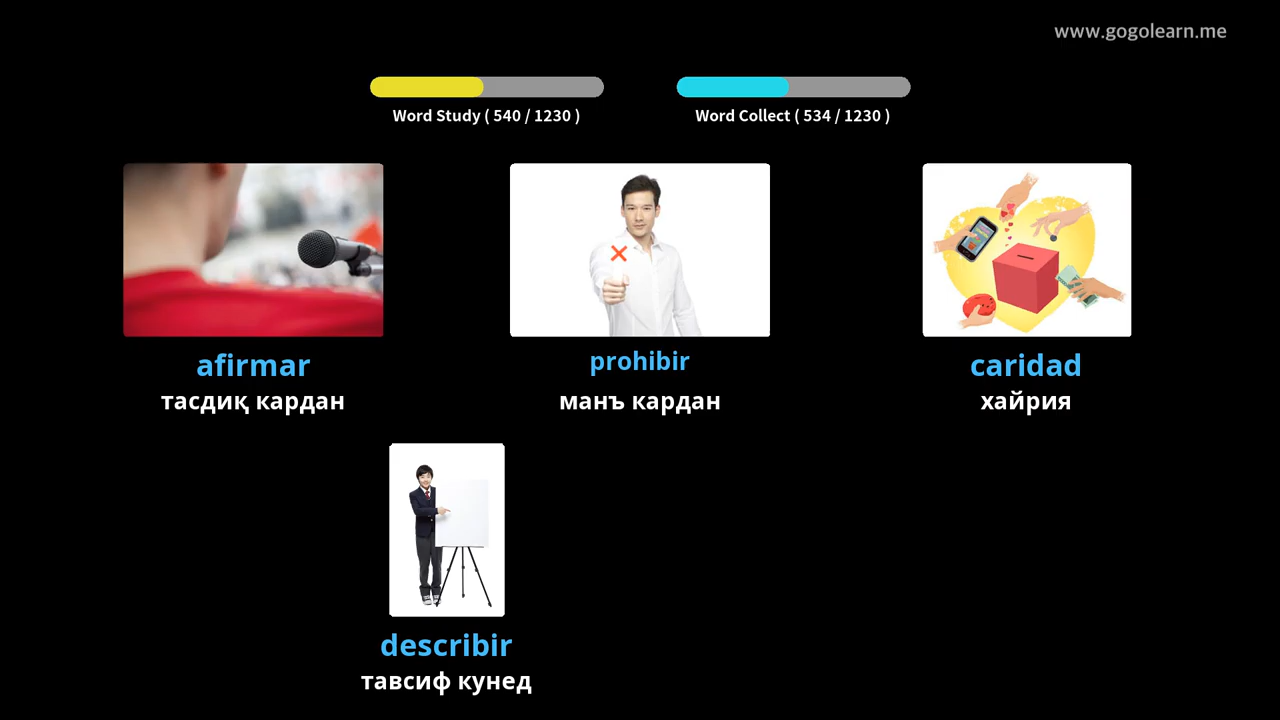 www.gogolearn.me
Word Study ( 540 / 1230 )
Word Collect ( 534 / 1230 )
afirmar
тасдиқ кардан
prohibir
манъ кардан
caridad
хайрия
describir
тавсиф кунед